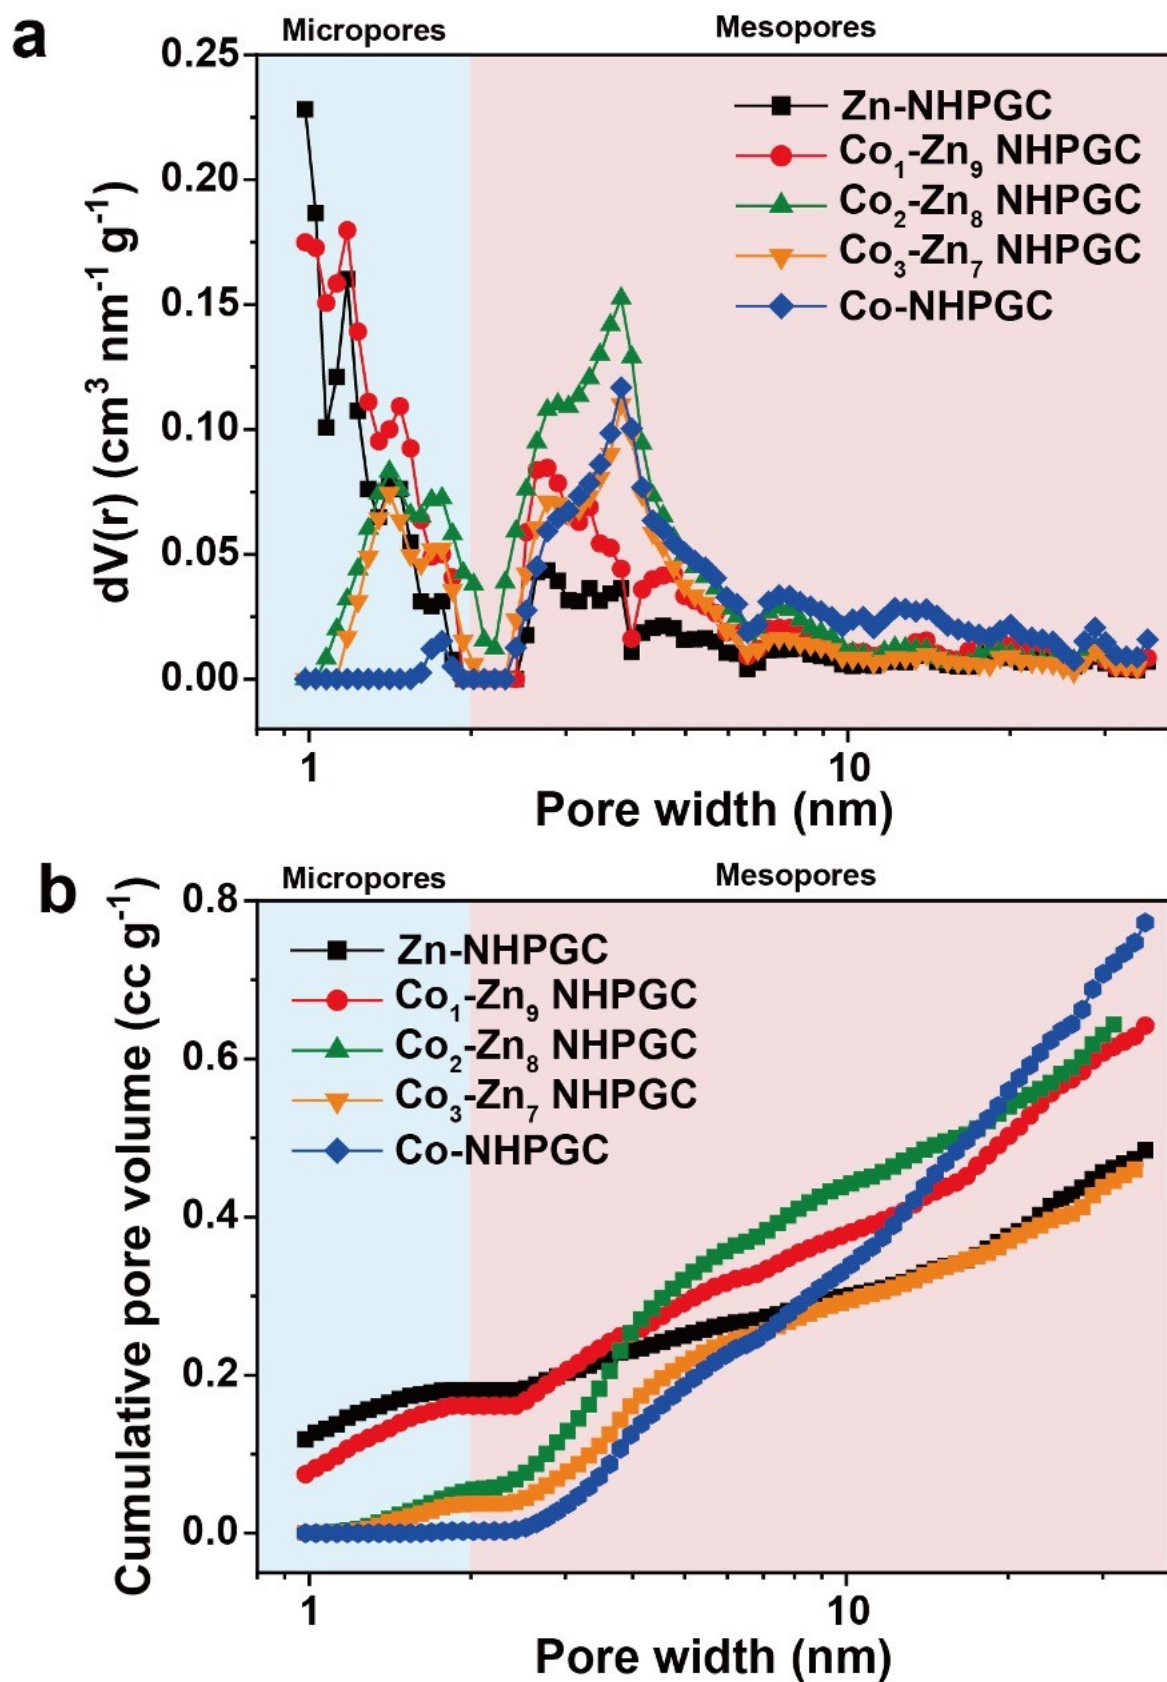 a
Micropores
Mesopores
0.25
0.20
0.15
0.10
0.05
0.00
dV(r) (cm³ nm⁻¹ g⁻¹)
Zn-NHPGC
Co₁-Zn₉ NHPGC
Co₂-Zn₈ NHPGC
Co₃-Zn₇ NHPGC
Co-NHPGC
1
10
Pore width (nm)
b
Micropores
Mesopores
0.8
0.6
0.4
0.2
0.0
Cumulative pore volume (cc g⁻¹)
Zn-NHPGC
Co₁-Zn₉ NHPGC
Co₂-Zn₈ NHPGC
Co₃-Zn₇ NHPGC
Co-NHPGC
1
10
Pore width (nm)